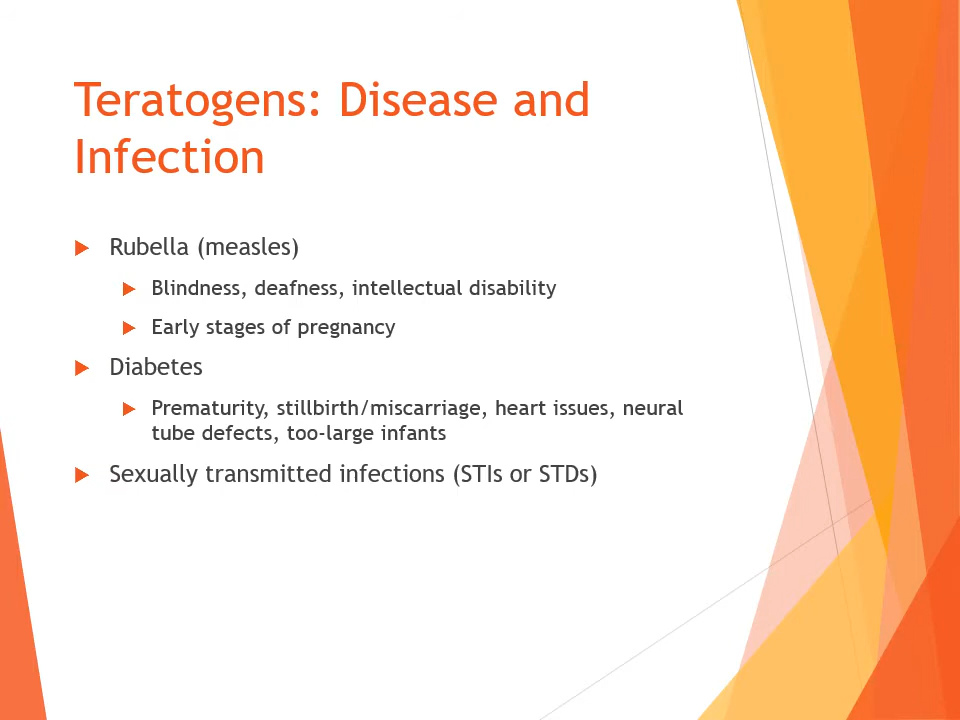 Teratogens: Disease and
Infection
Rubella (measles)
Blindness, deafness, intellectual disability
Early stages of pregnancy
Diabetes
Prematurity, stillbirth/miscarriage, heart issues, neural
tube defects, too-large infants
Sexually transmitted infections (STIs or STDs)